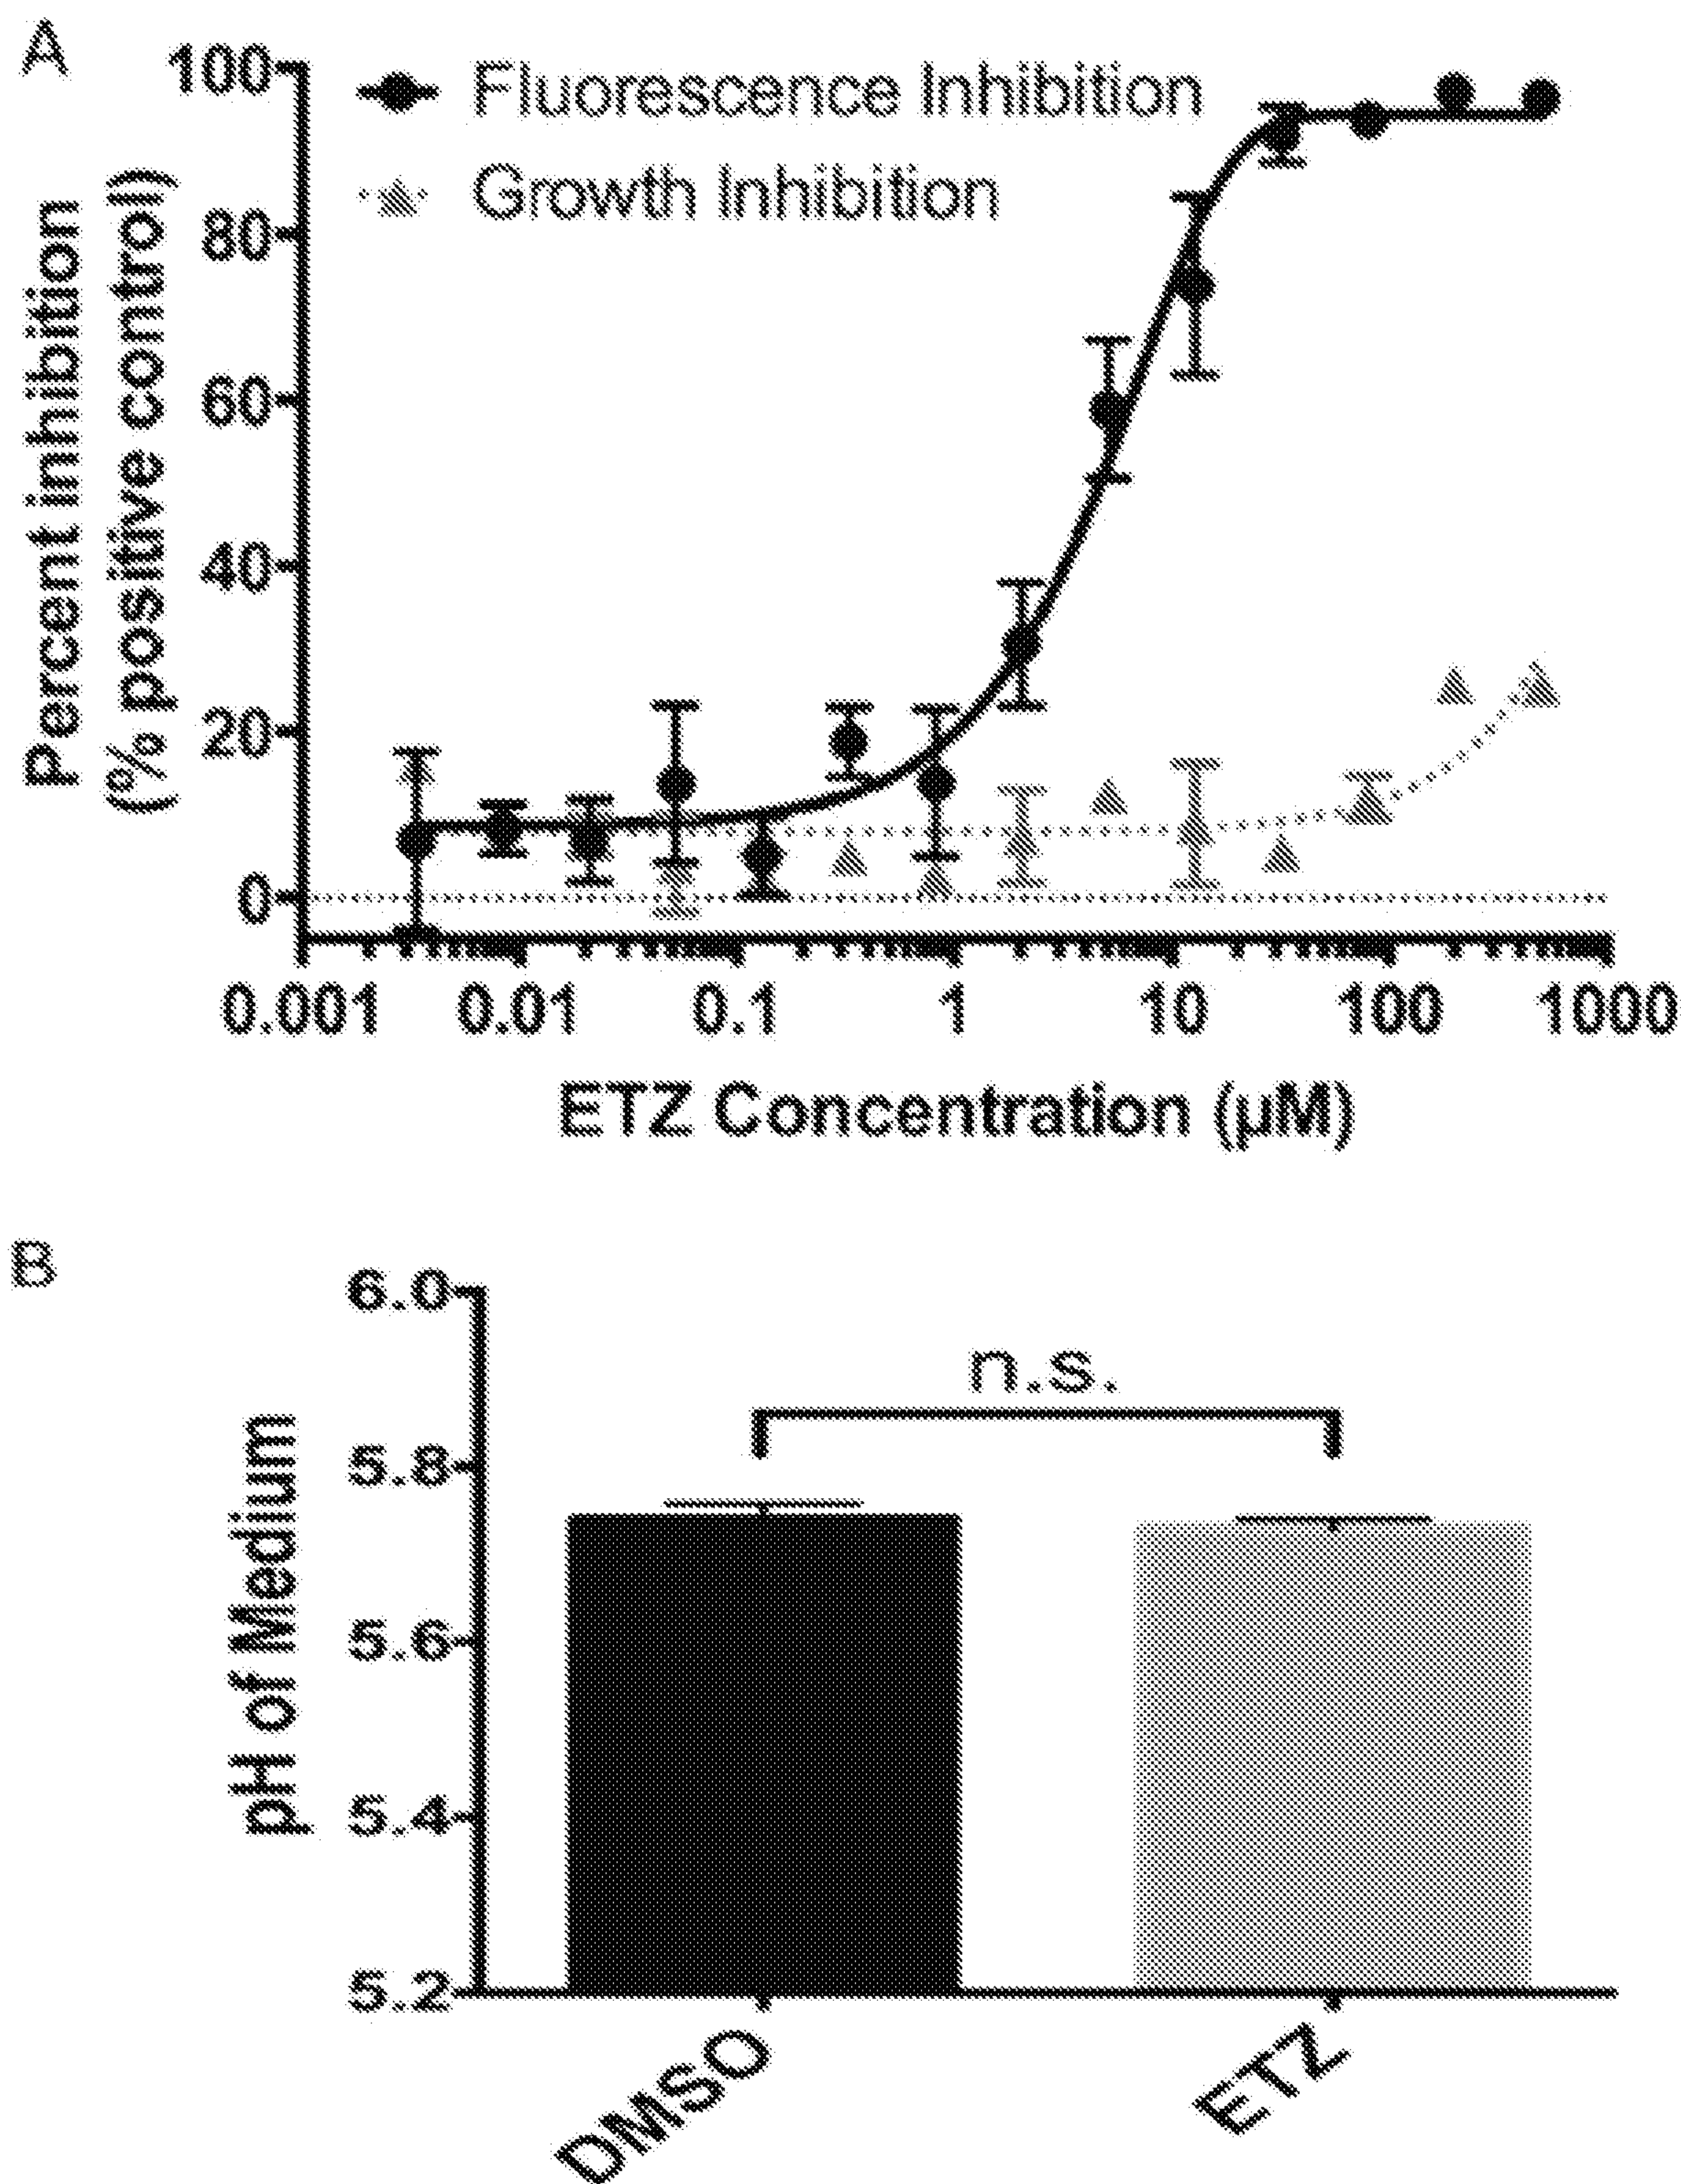 A
Fluorescence Inhibition
Growth Inhibition
Percent inhibition
(% positive control)
100
80
60
40
20
0
0.001 0.01 0.1 1 10 100 1000
ETZ Concentration (µM)
B
pH of Medium
6.0
5.8
5.6
5.4
5.2
n.s.
DMSO
ETZ